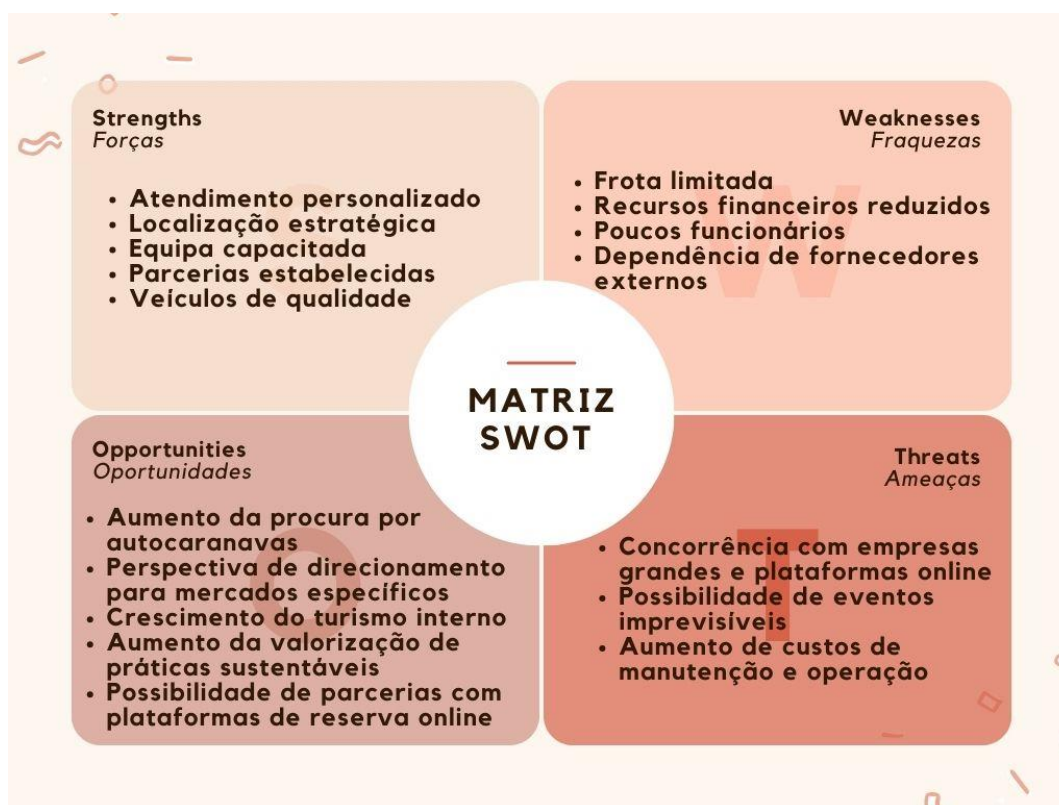 Strengths
Forças
• Atendimento personalizado
• Localização estratégica
• Equipa capacitada
• Parcerias estabelecidas
• Veículos de qualidade
Weaknesses
Fraquezas
• Frota limitada
• Recursos financeiros reduzidos
• Poucos funcionários
• Dependência de fornecedores
externos
W
MATRIZ
SWOT
Opportunities
Oportunidades
• Aumento da procura por
autocaranavas
• Perspectiva de direcionamento
para mercados específicos
• Crescimento do turismo interno
• Aumento da valorização de
práticas sustentáveis
• Possibilidade de parcerias com
plataformas de reserva online
O
Threats
Ameaças
• Concorrência com empresas
grandes e plataformas online
• Possibilidade de eventos
imprevisíveis
• Aumento de custos de
manutenção e operação
T